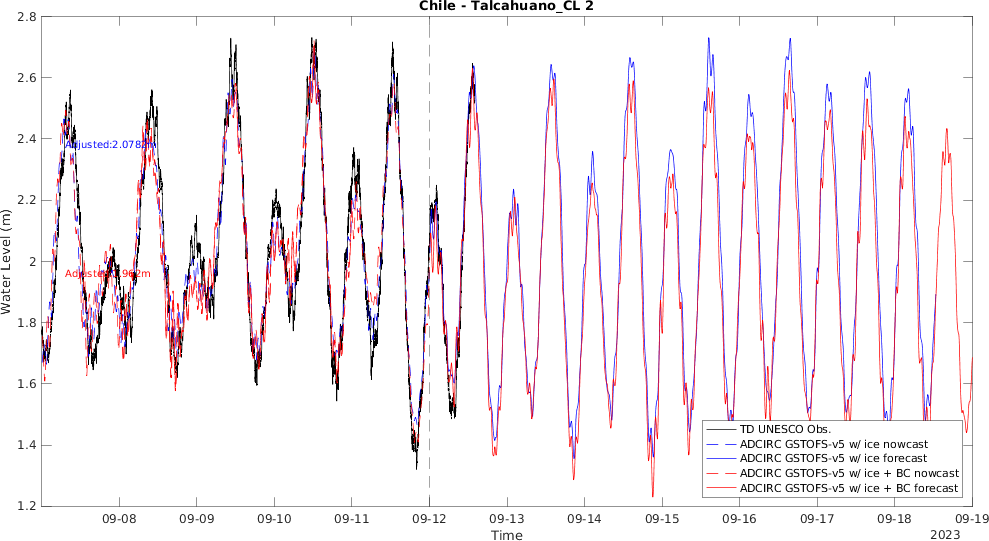 Chile - Talcahuano_CL 2
Water Level (m)
2.8
2.6
2.4
2.2
2
1.8
1.6
1.4
1.2
Adjusted:2.0782m
TD UNESCO Obs.
ADCIRC GSTOFS-v5 w/ ice nowcast
ADCIRC GSTOFS-v5 w/ ice forecast
ADCIRC GSTOFS-v5 w/ ice + BC nowcast
ADCIRC GSTOFS-v5 w/ ice + BC forecast
09-08 09-09 09-10 09-11 09-12 09-13 09-14 09-15 09-16 09-17 09-18 09-19
Time
2023